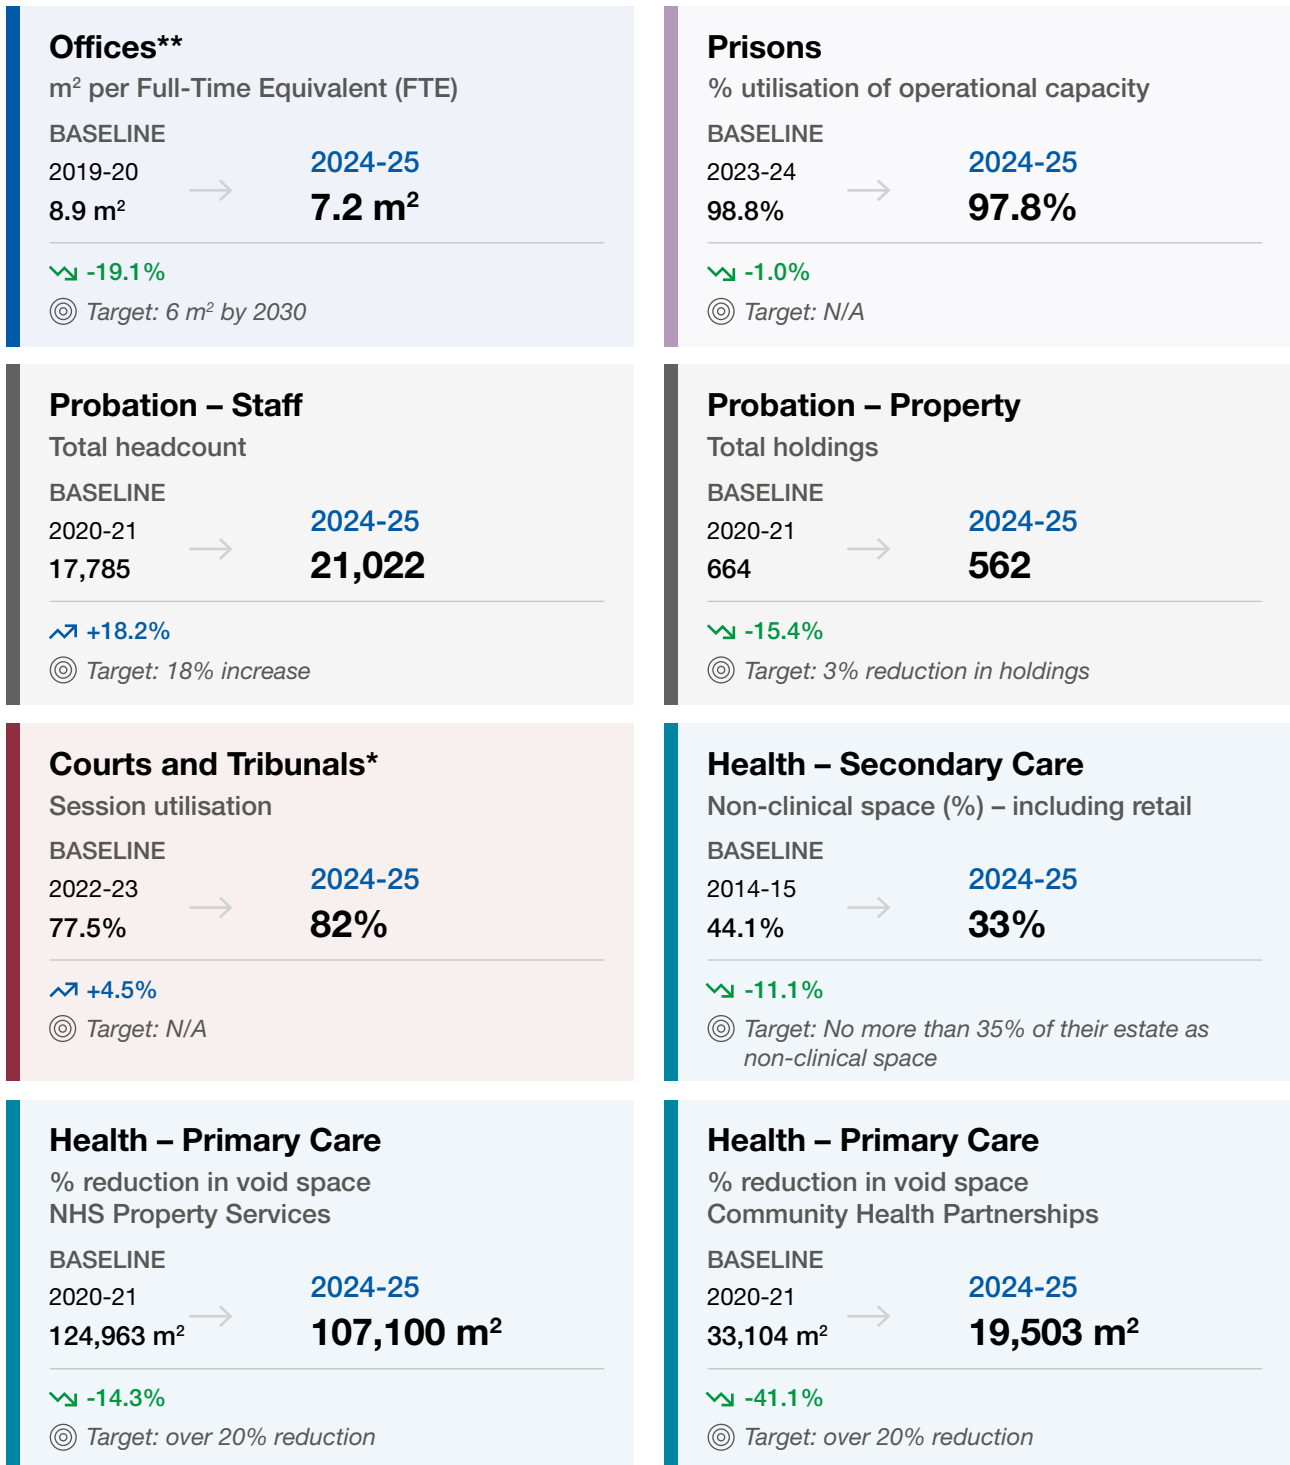 Offices**
m² per Full-Time Equivalent (FTE)
BASELINE
2019-20
8.9 m²
2024-25
7.2 m²
-19.1%
Target: 6 m² by 2030
Prisons
% utilisation of operational capacity
BASELINE
2023-24
98.8%
2024-25
97.8%
-1.0%
Target: N/A
Probation – Staff
Total headcount
BASELINE
2020-21
17,785
2024-25
21,022
+18.2%
Target: 18% increase
Probation – Property
Total holdings
BASELINE
2020-21
664
2024-25
562
-15.4%
Target: 3% reduction in holdings
Courts and Tribunals*
Session utilisation
BASELINE
2022-23
77.5%
2024-25
82%
+4.5%
Target: N/A
Health – Secondary Care
Non-clinical space (%) – including retail
BASELINE
2014-15
44.1%
2024-25
33%
-11.1%
Target: No more than 35% of their estate as
non-clinical space
Health – Primary Care
% reduction in void space
NHS Property Services
BASELINE
2020-21
124,963 m²
2024-25
107,100 m²
-14.3%
Target: over 20% reduction
Health – Primary Care
% reduction in void space
Community Health Partnerships
BASELINE
2020-21
33,104 m²
2024-25
19,503 m²
-41.1%
Target: over 20% reduction